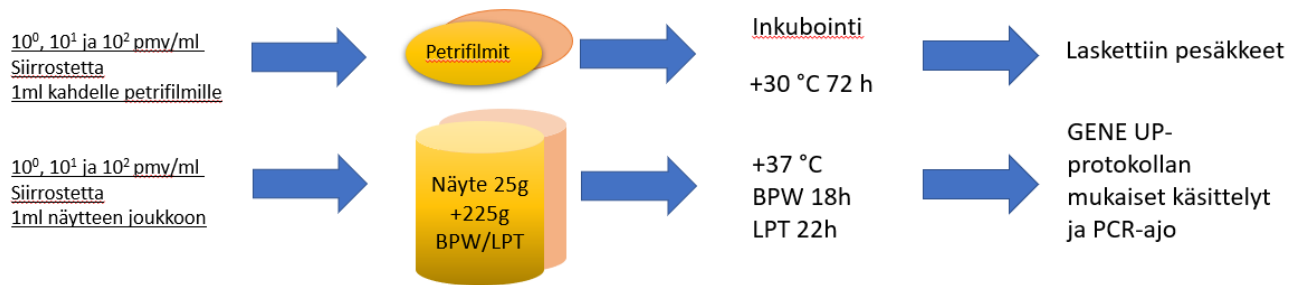 10⁰, 10¹ ja 10² pmy/ml
Siirrostetta
1ml kahdelle petrifilmille
Petrifilmit
Inkubointi
+30 °C 72 h
Laskettiin pesäkkeet
10⁰, 10¹ ja 10² pmy/ml
Siirrostetta
1ml näytteen joukkoon
Näyte 25g
+225g
BPW/LPT
+37 °C
BPW 18h
LPT 22h
GENE UP-
protokollan
mukaiset käsittelyt
ja PCR-ajo